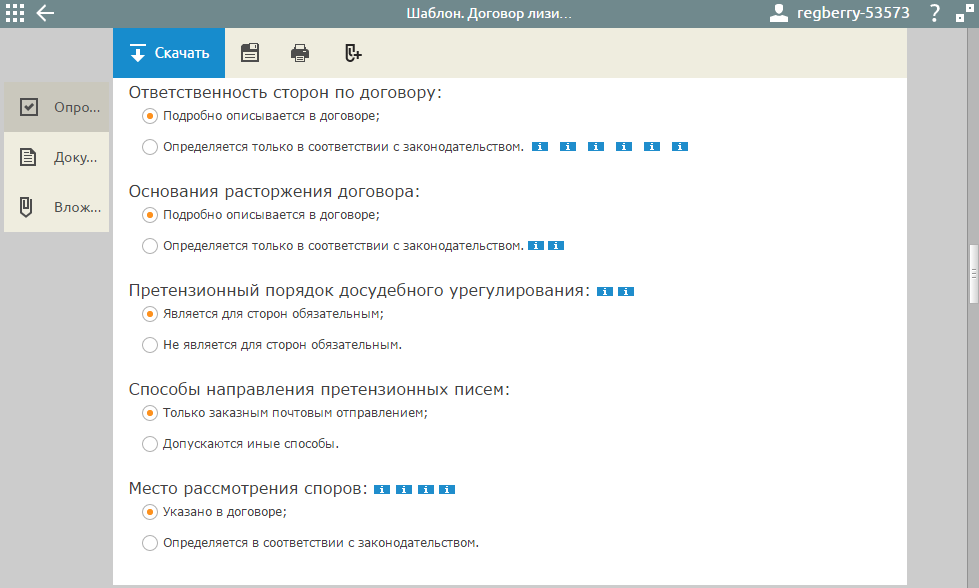 Шаблон. Договор лизи...
regberry-53573
?
Скачать
Опро...
Доку...
Влож...
Ответственность сторон по договору:
Подробно описывается в договоре;
Определяется только в соответствии с законодательством. i i i i i i
Основания расторжения договора:
Подробно описывается в договоре;
Определяется только в соответствии с законодательством. i i
Претензионный порядок досудебного урегулирования: i i
Является для сторон обязательным;
Не является для сторон обязательным.
Способы направления претензионных писем:
Только заказным почтовым отправлением;
Допускаются иные способы.
Место рассмотрения споров: i i i i
Указано в договоре;
Определяется в соответствии с законодательством.